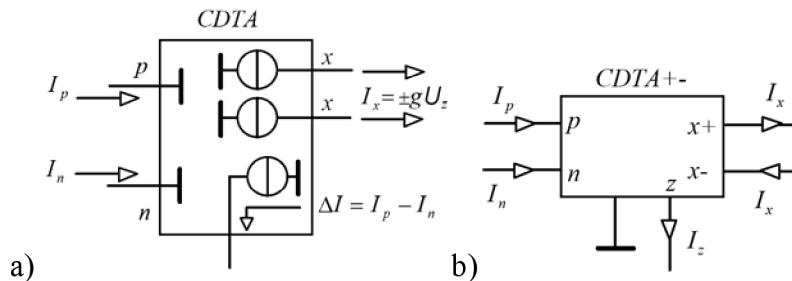 CDTA
p
x
I_p
I_x = ±gU_z
x
I_n
n
ΔI = I_p − I_n
a)
CDTA+-
I_p
I_x
p
x+
n
x-
I_n
z
I_x
I_z
b)